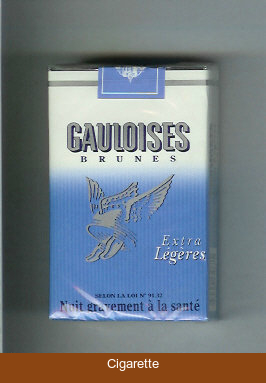 GAULOISES
BRUNES
Extra
Légères
SELON LA LOI N° 91.32
Nuit gravement à la santé
Cigarette